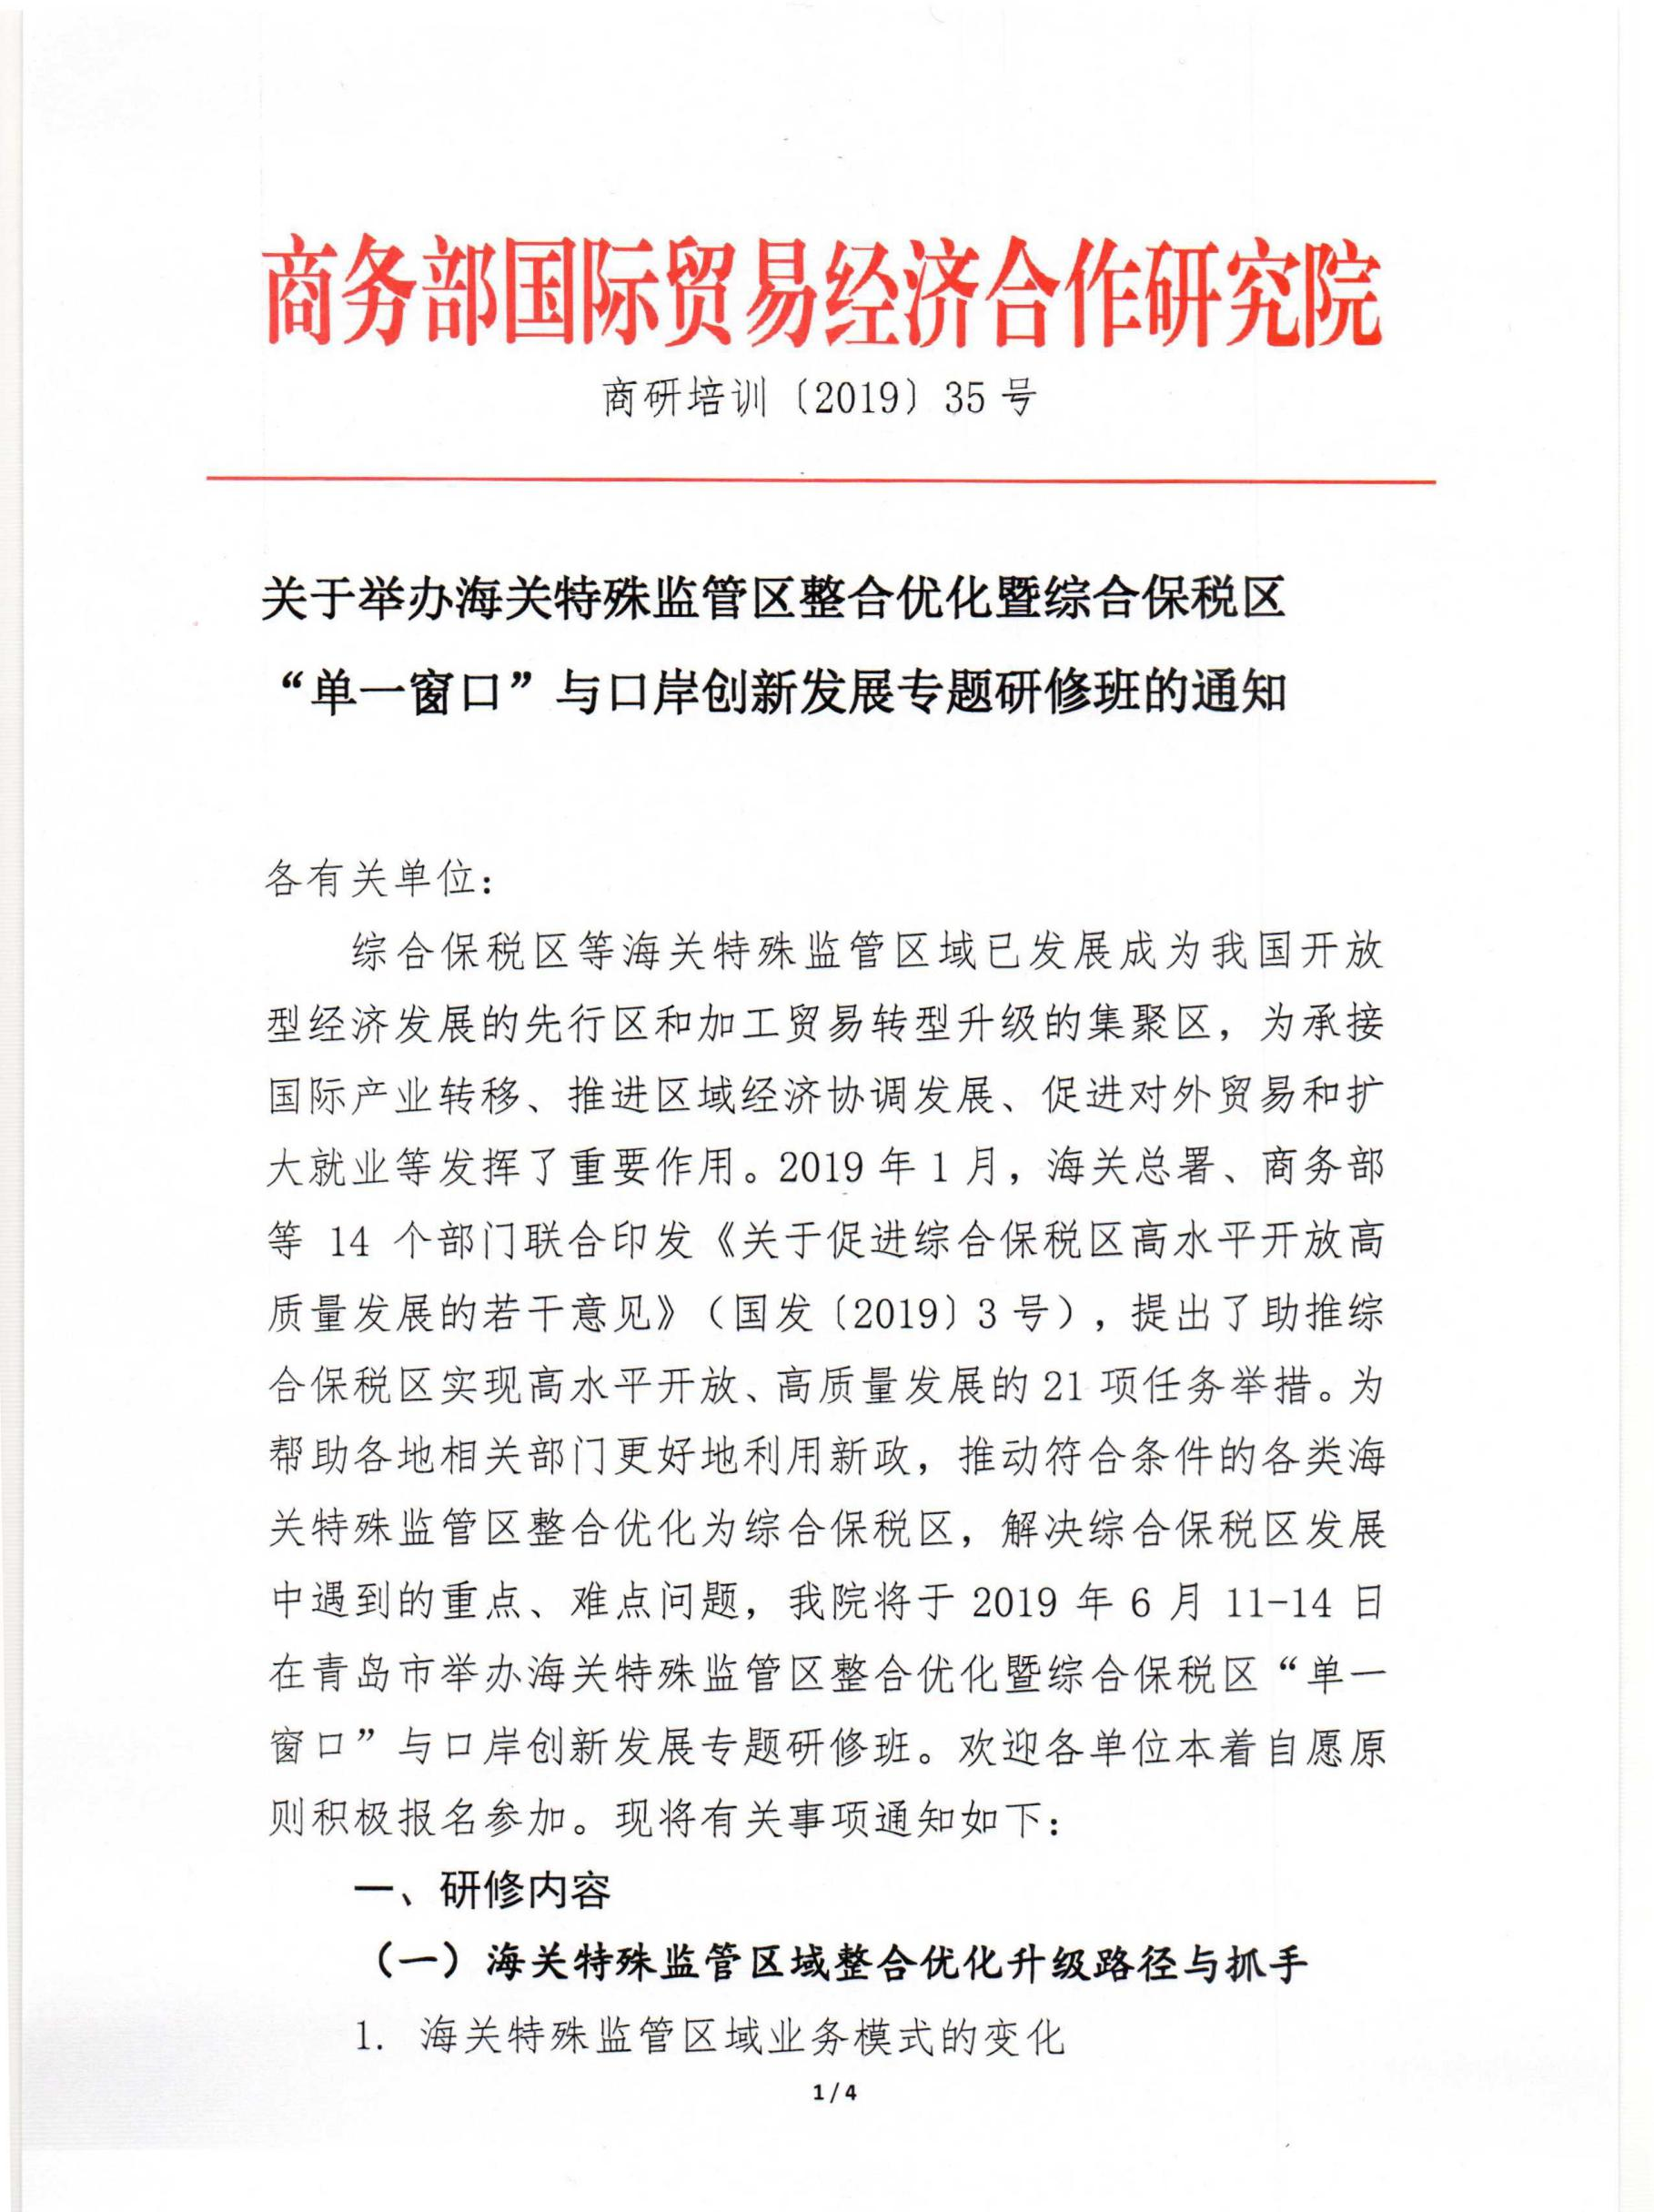 商务部国际贸易经济合作研究院
商研培训〔2019〕35 号
关于举办海关特殊监管区整合优化暨综合保税区
“单一窗口”与口岸创新发展专题研修班的通知
各有关单位：
综合保税区等海关特殊监管区域已发展成为我国开放
型经济发展的先行区和加工贸易转型升级的集聚区，为承接
国际产业转移、推进区域经济协调发展、促进对外贸易和扩
大就业等发挥了重要作用。2019 年 1 月，海关总署、商务部
等 14 个部门联合印发《关于促进综合保税区高水平开放高
质量发展的若干意见》（国发〔2019〕3 号），提出了助推综
合保税区实现高水平开放、高质量发展的 21 项任务举措。为
帮助各地相关部门更好地利用新政，推动符合条件的各类海
关特殊监管区整合优化为综合保税区，解决综合保税区发展
中遇到的重点、难点问题，我院将于 2019 年 6 月 11-14 日
在青岛市举办海关特殊监管区整合优化暨综合保税区“单一
窗口”与口岸创新发展专题研修班。欢迎各单位本着自愿原
则积极报名参加。现将有关事项通知如下：
一、研修内容
（一）海关特殊监管区域整合优化升级路径与抓手
1. 海关特殊监管区域业务模式的变化
1 / 4